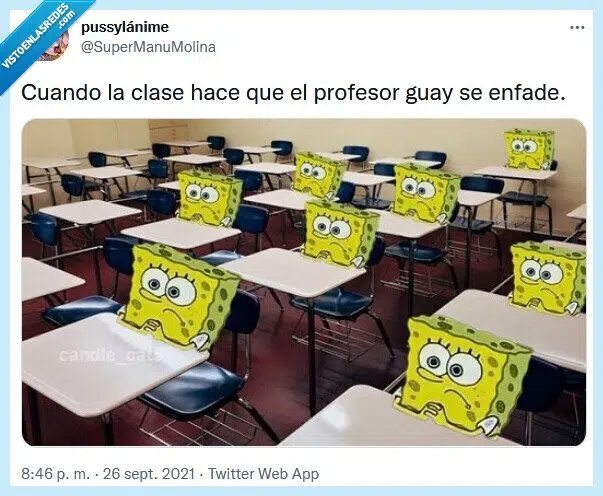 VISTOENLASREDES
.com
pussylánime
@SuperManuMolina
Cuando la clase hace que el profesor guay se enfade.
candle_cats
8:46 p. m. · 26 sept. 2021 · Twitter Web App